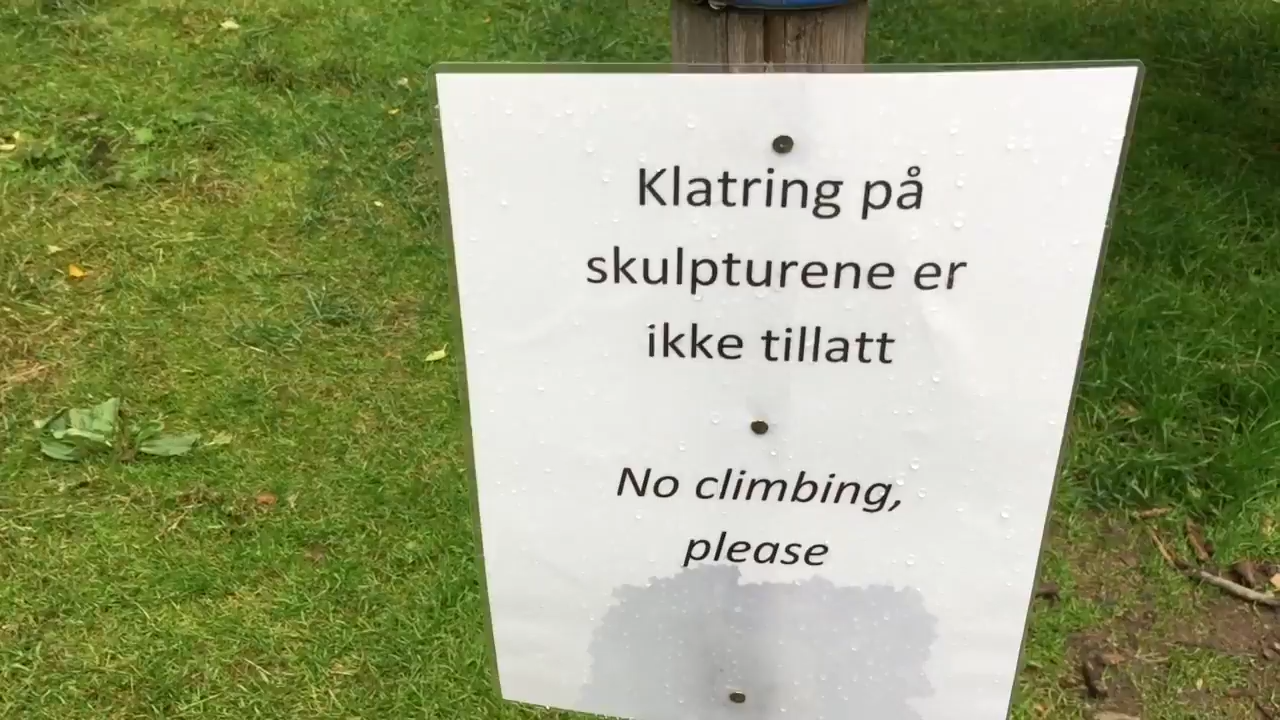 Klatring på
skulpturene er
ikke tillatt
No climbing,
please